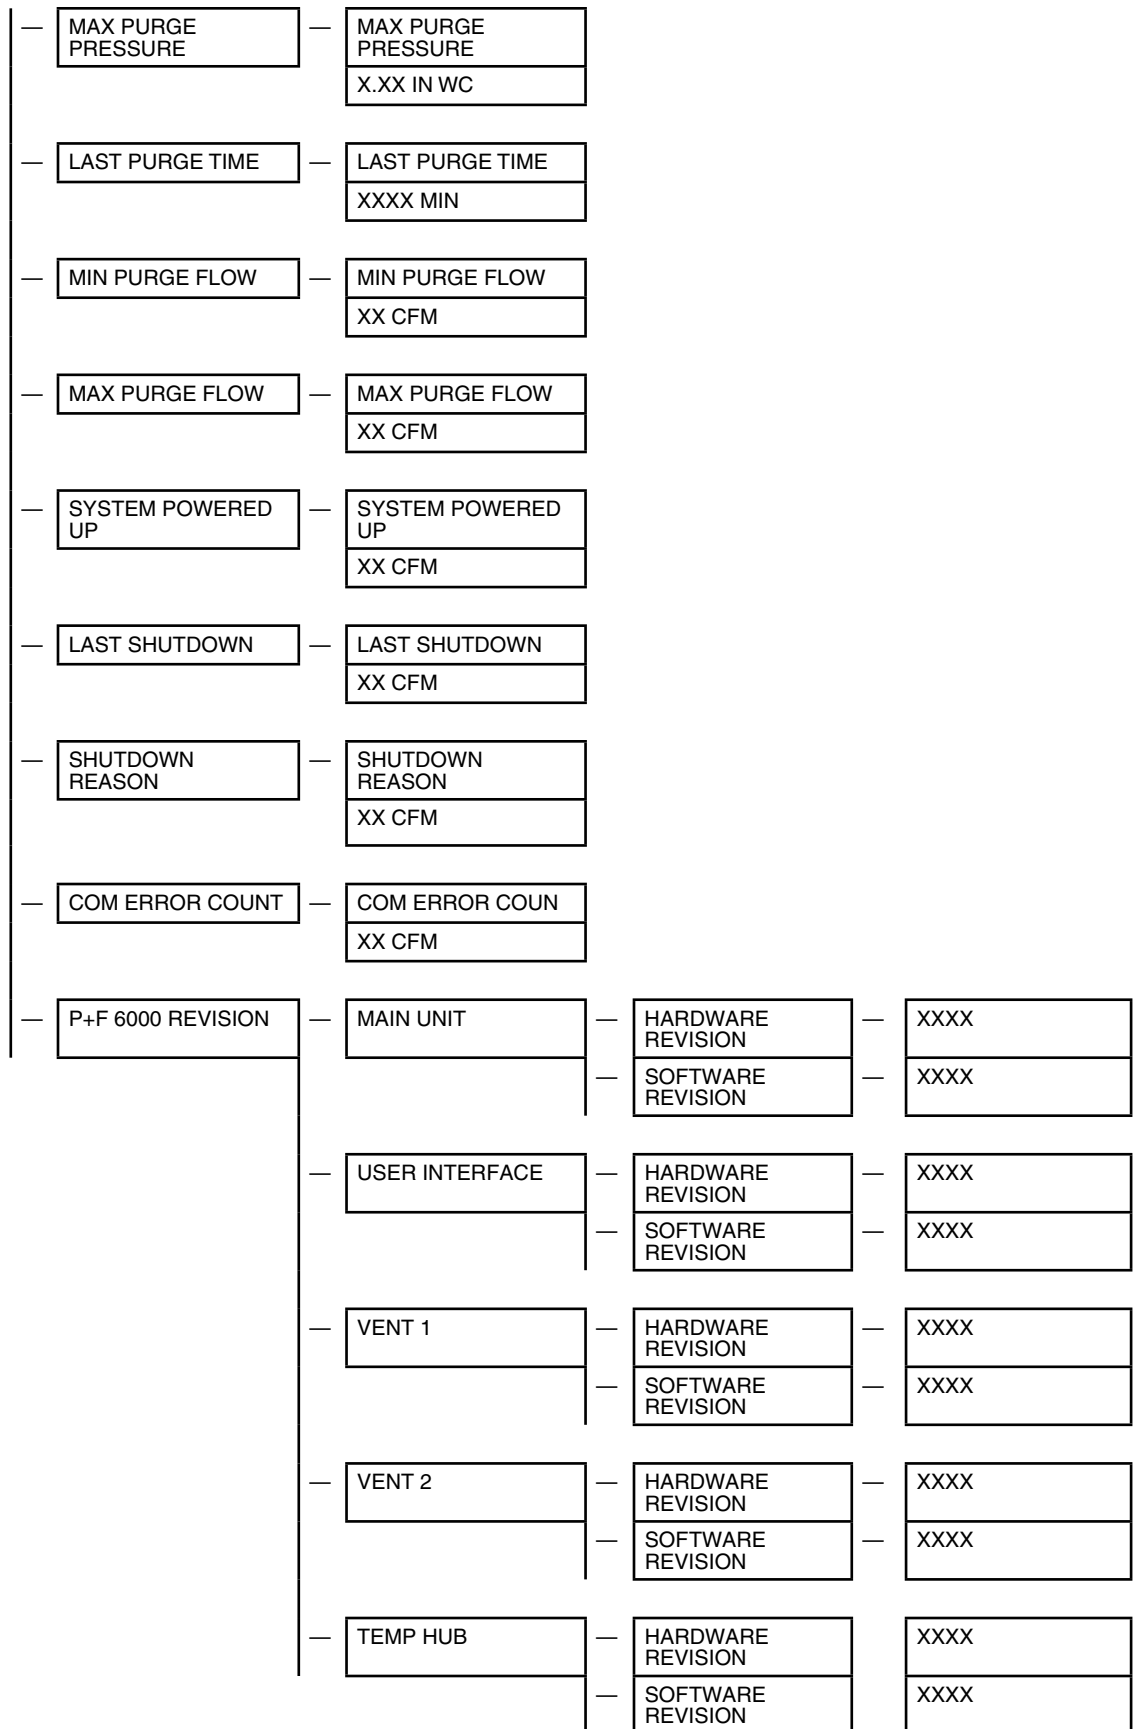 MAX PURGE
PRESSURE
MAX PURGE
PRESSURE
X.XX IN WC
LAST PURGE TIME
LAST PURGE TIME
XXXX MIN
MIN PURGE FLOW
MIN PURGE FLOW
XX CFM
MAX PURGE FLOW
MAX PURGE FLOW
XX CFM
SYSTEM POWERED
UP
SYSTEM POWERED
UP
XX CFM
LAST SHUTDOWN
LAST SHUTDOWN
XX CFM
SHUTDOWN
REASON
SHUTDOWN
REASON
XX CFM
COM ERROR COUNT
COM ERROR COUN
XX CFM
P+F 6000 REVISION
MAIN UNIT
HARDWARE
REVISION
XXXX
SOFTWARE
REVISION
XXXX
USER INTERFACE
HARDWARE
REVISION
XXXX
SOFTWARE
REVISION
XXXX
VENT 1
HARDWARE
REVISION
XXXX
SOFTWARE
REVISION
XXXX
VENT 2
HARDWARE
REVISION
XXXX
SOFTWARE
REVISION
XXXX
TEMP HUB
HARDWARE
REVISION
XXXX
SOFTWARE
REVISION
XXXX